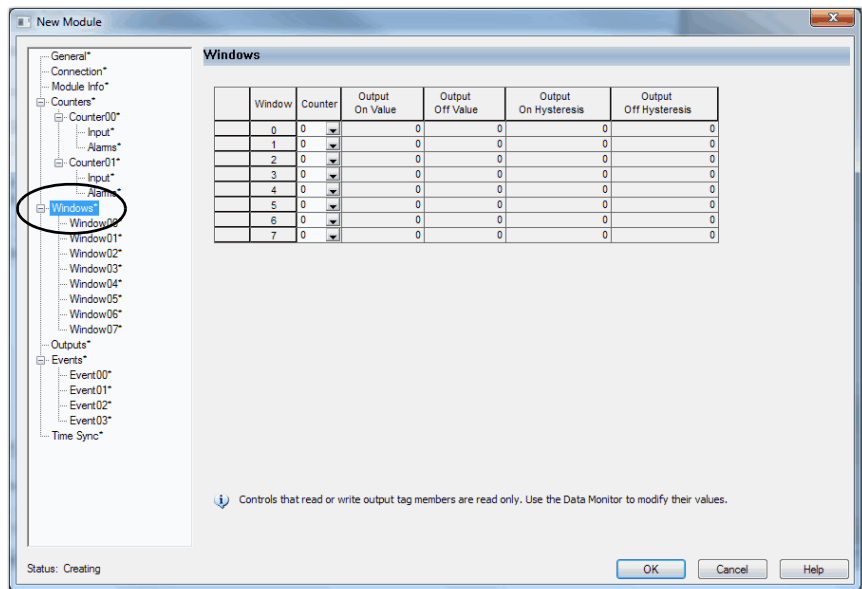 New Module
General*
Connection*
Module Info*
Counters*
Counter00*
Input*
Alarms*
Counter01*
Input*
Alarms*
Windows*
Window00*
Window01*
Window02*
Window03*
Window04*
Window05*
Window06*
Window07*
Outputs*
Events*
Event00*
Event01*
Event02*
Event03*
Time Sync*
Windows
Window Counter Output On Value Output Off Value Output On Hysteresis Output Off Hysteresis
0 0 0 0 0 0
1 0 0 0 0 0
2 0 0 0 0 0
3 0 0 0 0 0
4 0 0 0 0 0
5 0 0 0 0 0
6 0 0 0 0 0
7 0 0 0 0 0
Controls that read or write output tag members are read only. Use the Data Monitor to modify their values.
Status: Creating
OK Cancel Help